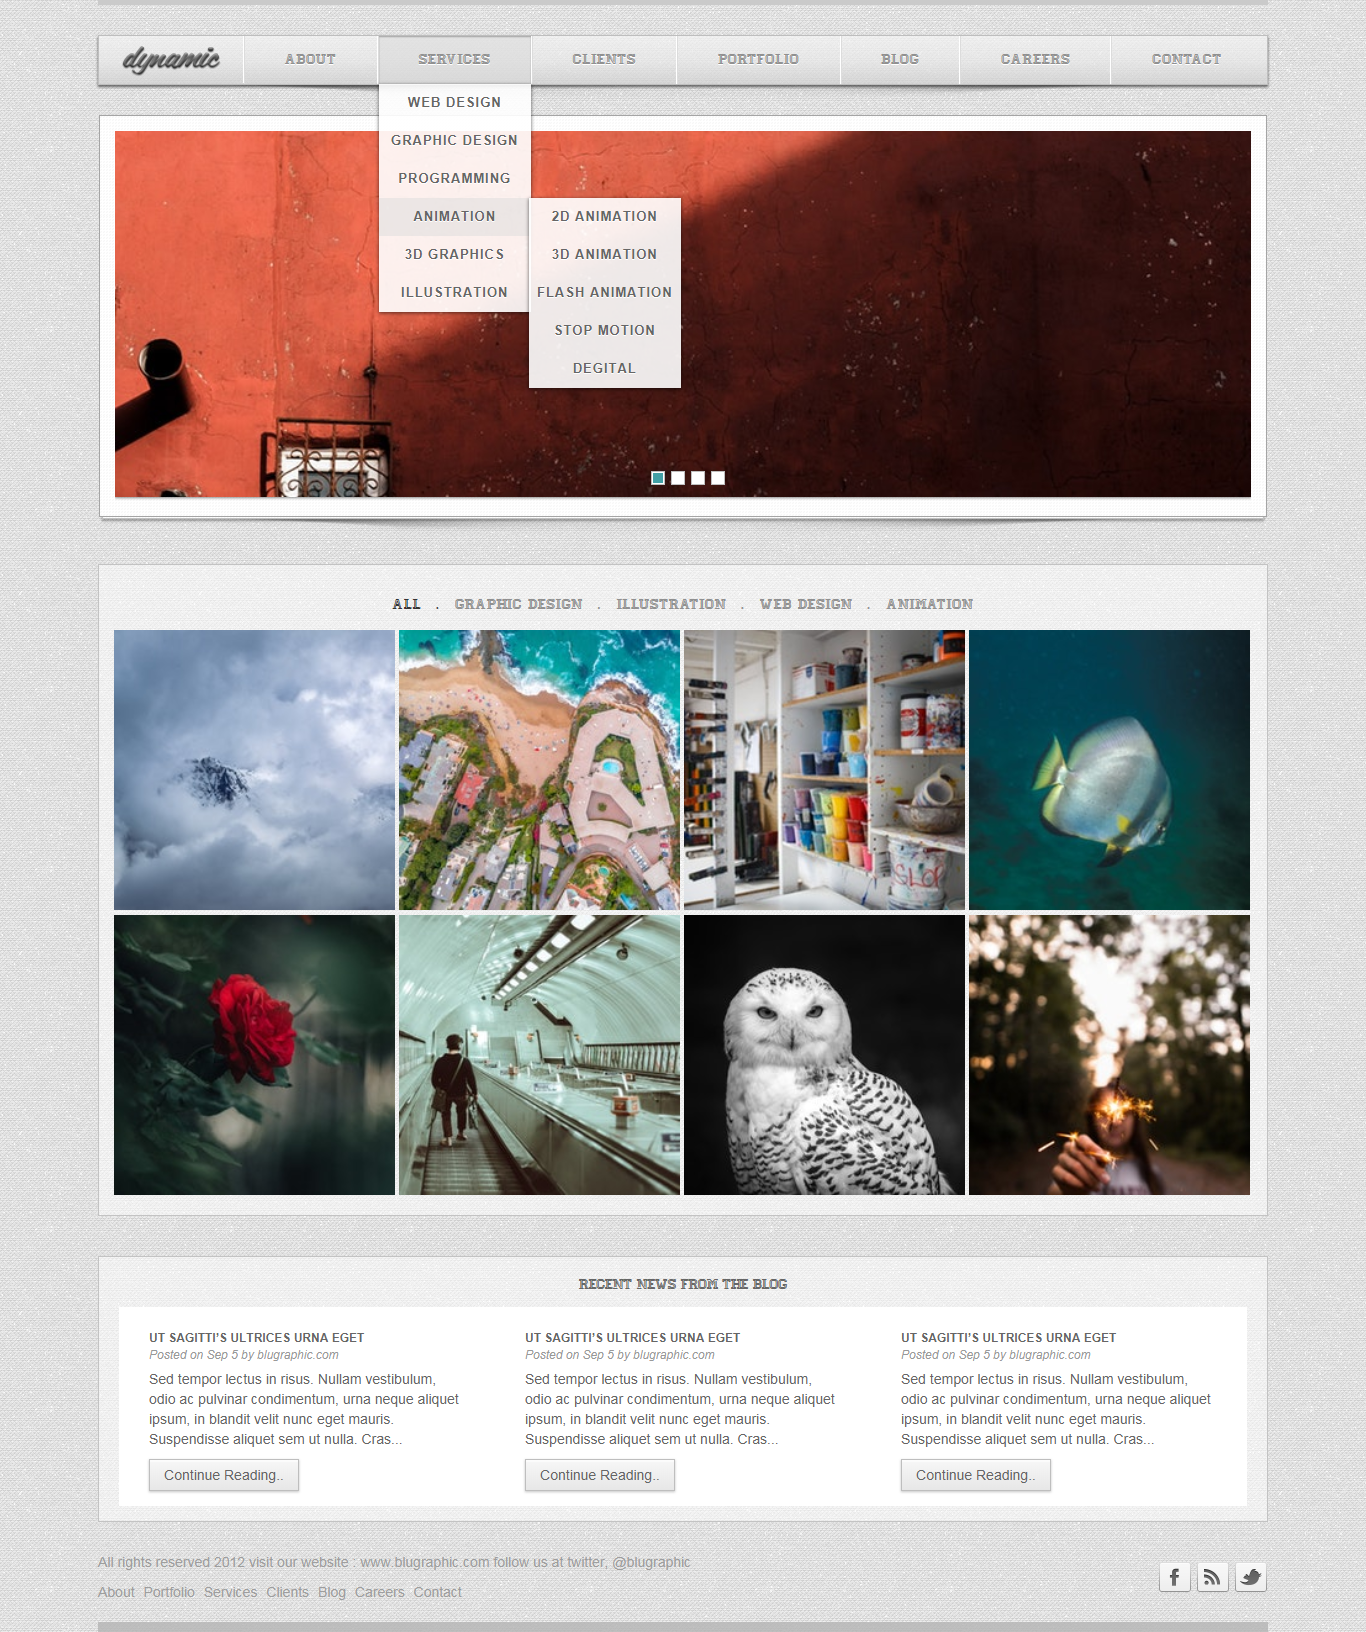 dynamic ABOUT SERVICES CLIENTS PORTFOLIO BLOG CAREERS CONTACT
WEB DESIGN
GRAPHIC DESIGN
PROGRAMMING
ANIMATION
3D GRAPHICS
ILLUSTRATION
2D ANIMATION
3D ANIMATION
FLASH ANIMATION
STOP MOTION
DEGITAL
ALL . GRAPHIC DESIGN . ILLUSTRATION . WEB DESIGN . ANIMATION
SLOP
RECENT NEWS FROM THE BLOG
UT SAGITTI'S ULTRICES URNA EGET
Posted on Sep 5 by blugraphic.com
Sed tempor lectus in risus. Nullam vestibulum,
odio ac pulvinar condimentum, urna neque aliquet
ipsum, in blandit velit nunc eget mauris.
Suspendisse aliquet sem ut nulla. Cras...
Continue Reading..
UT SAGITTI'S ULTRICES URNA EGET
Posted on Sep 5 by blugraphic.com
Sed tempor lectus in risus. Nullam vestibulum,
odio ac pulvinar condimentum, urna neque aliquet
ipsum, in blandit velit nunc eget mauris.
Suspendisse aliquet sem ut nulla. Cras...
Continue Reading..
UT SAGITTI'S ULTRICES URNA EGET
Posted on Sep 5 by blugraphic.com
Sed tempor lectus in risus. Nullam vestibulum,
odio ac pulvinar condimentum, urna neque aliquet
ipsum, in blandit velit nunc eget mauris.
Suspendisse aliquet sem ut nulla. Cras...
Continue Reading..
All rights reserved 2012 visit our website : www.blugraphic.com follow us at twitter, @blugraphic
About Portfolio Services Clients Blog Careers Contact